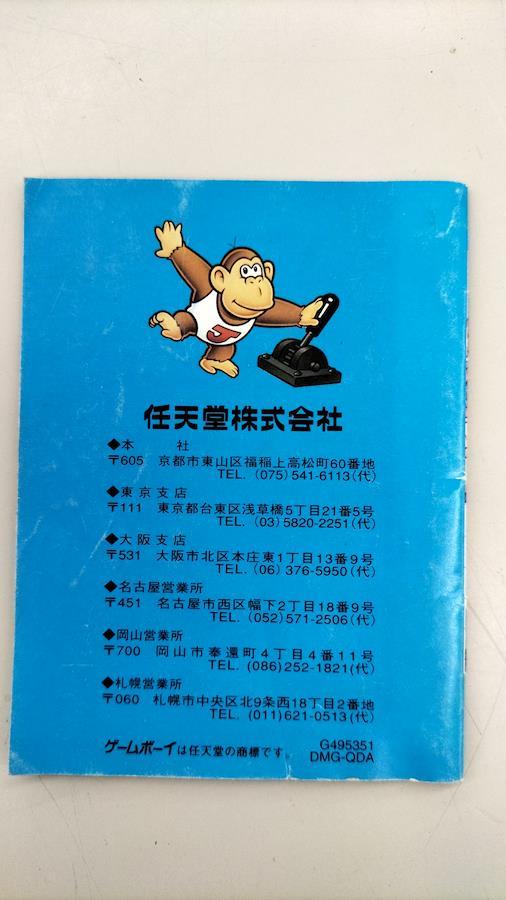 J
任天堂株式会社
◆本　　社
〒605　京都市東山区福稲上高松町60番地
TEL. (075) 541-6113(代)
◆東京支店
〒111　東京都台東区浅草橋5丁目21番5号
TEL. (03) 5820-2251(代)
◆大阪支店
〒531　大阪市北区本庄東1丁目13番9号
TEL. (06) 376-5950(代)
◆名古屋営業所
〒451　名古屋市西区幅下2丁目18番9号
TEL. (052) 571-2506(代)
◆岡山営業所
〒700　岡山市奉還町4丁目4番11号
TEL. (086) 252-1821(代)
◆札幌営業所
〒060　札幌市中央区北9条西18丁目2番地
TEL. (011) 621-0513(代)
ゲームボーイは任天堂の商標です。
G495351
DMG-QDA